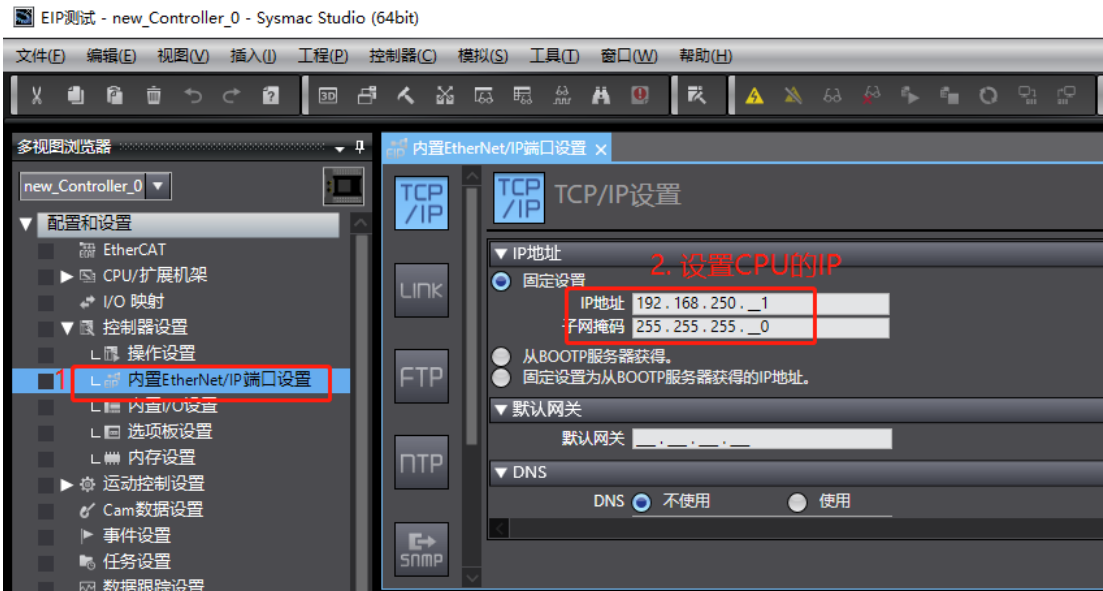 EIP测试 - new_Controller_0 - Sysmac Studio (64bit)
文件(F) 编辑(E) 视图(V) 插入(I) 工程(P) 控制器(C) 模拟(S) 工具(T) 窗口(W) 帮助(H)
3D
多视图浏览器
new_Controller_0
配置和设置
EtherCAT
CPU/扩展机架
I/O 映射
控制器设置
操作设置
1 内置EtherNet/IP端口设置
内置I/O设置
选项板设置
内存设置
运动控制设置
Cam数据设置
事件设置
任务设置
数据跟踪设置
内置EtherNet/IP端口设置
TCP/IP
LINK
FTP
NTP
SNMP
TCP/IP TCP/IP设置
IP地址
2. 设置CPU的IP
固定设置
IP地址 192.168.250.__1
子网掩码 255.255.255.__0
从BOOTP服务器获得。
固定设置为从BOOTP服务器获得的IP地址。
默认网关
默认网关 __.__.__.__
DNS
DNS 不使用 使用